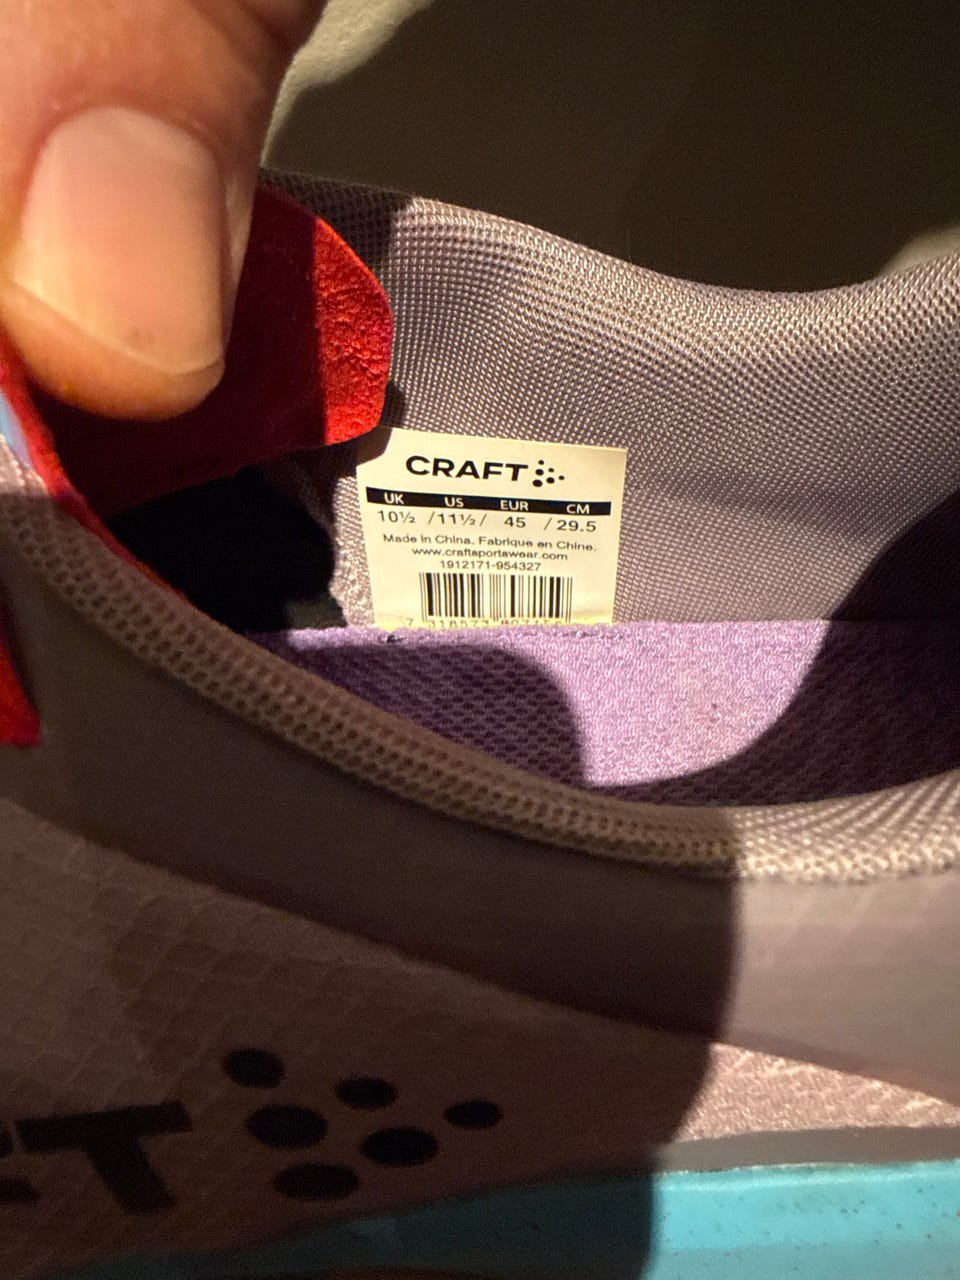 CRAFT
UK US EUR CM
10½ /11½/ 45 /29.5
Made in China. Fabrique en Chine.
www.craftsportswear.com
1912171-954327